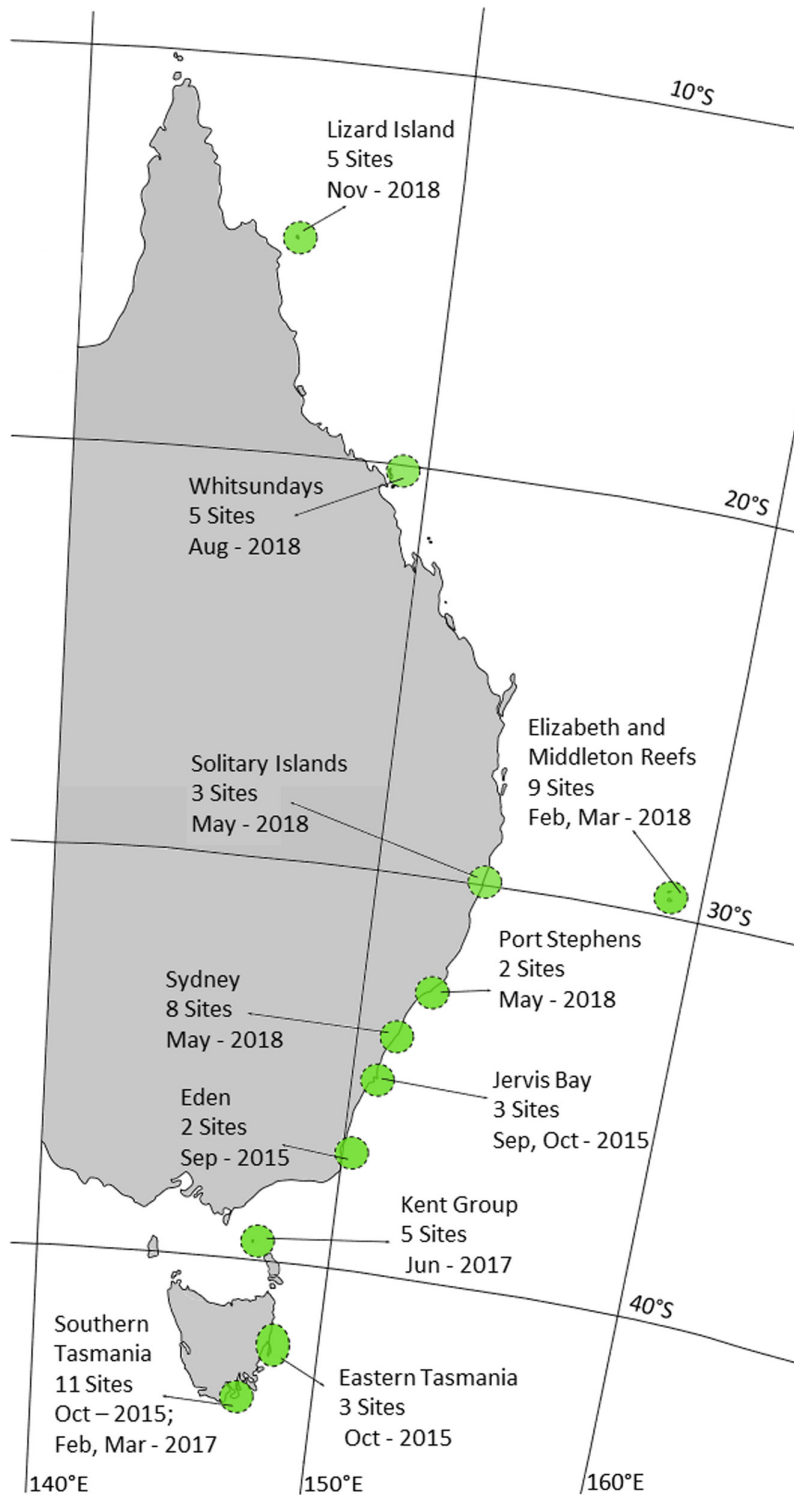 10°S
Lizard Island
5 Sites
Nov - 2018
Whitsundays
5 Sites
Aug - 2018
20°S
Elizabeth and
Middleton Reefs
9 Sites
Feb, Mar - 2018
Solitary Islands
3 Sites
May - 2018
30°S
Port Stephens
2 Sites
May - 2018
Sydney
8 Sites
May - 2018
Jervis Bay
3 Sites
Sep, Oct - 2015
Eden
2 Sites
Sep - 2015
Kent Group
5 Sites
Jun - 2017
40°S
Southern
Tasmania
11 Sites
Oct – 2015;
Feb, Mar - 2017
Eastern Tasmania
3 Sites
Oct - 2015
140°E
150°E
160°E